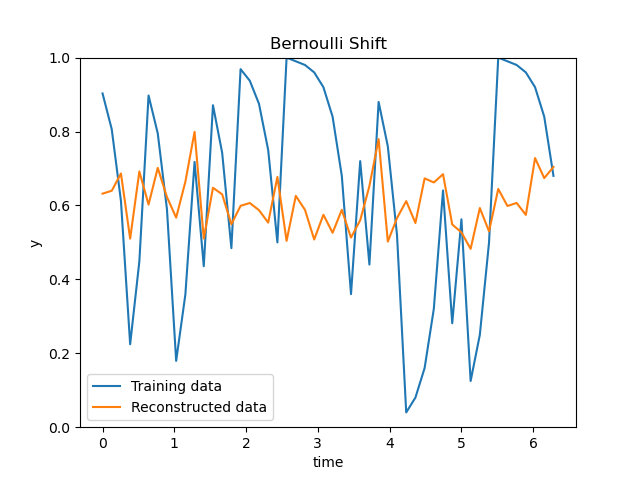 Bernoulli Shift
1.0
0.8
0.6
0.4
0.2
0.0
y
Training data
Reconstructed data
0 1 2 3 4 5 6
time